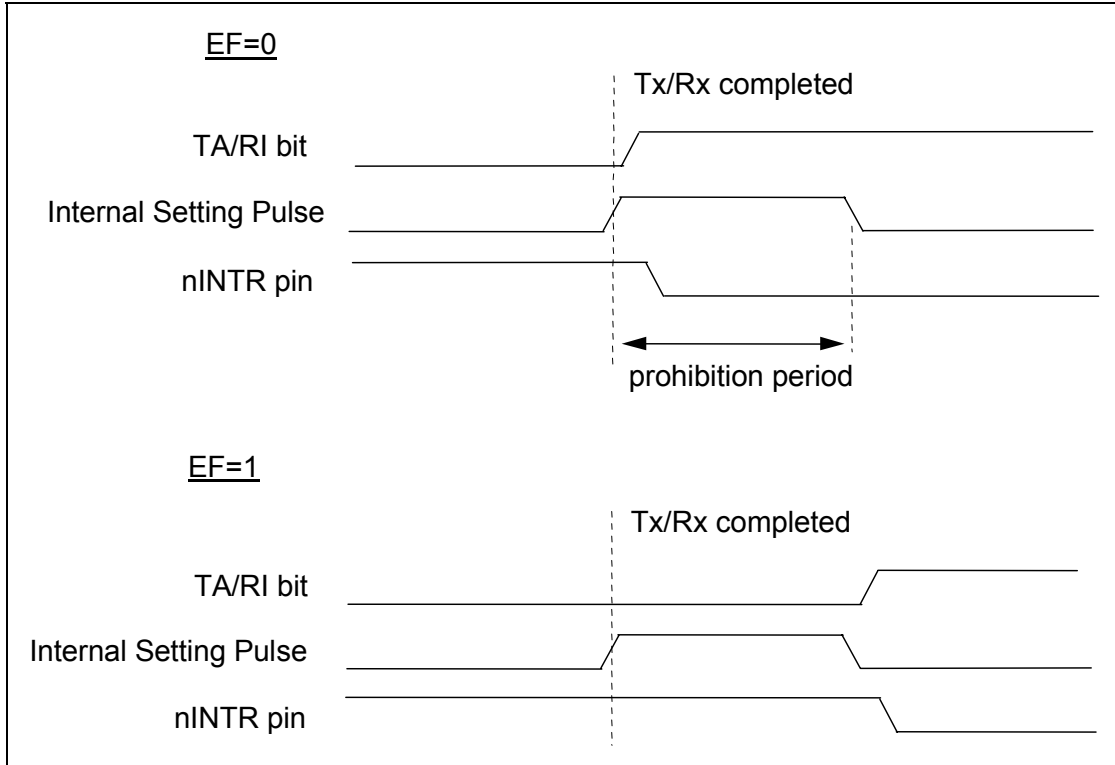 EF=0
Tx/Rx completed
TA/RI bit
Internal Setting Pulse
nINTR pin
prohibition period
EF=1
Tx/Rx completed
TA/RI bit
Internal Setting Pulse
nINTR pin